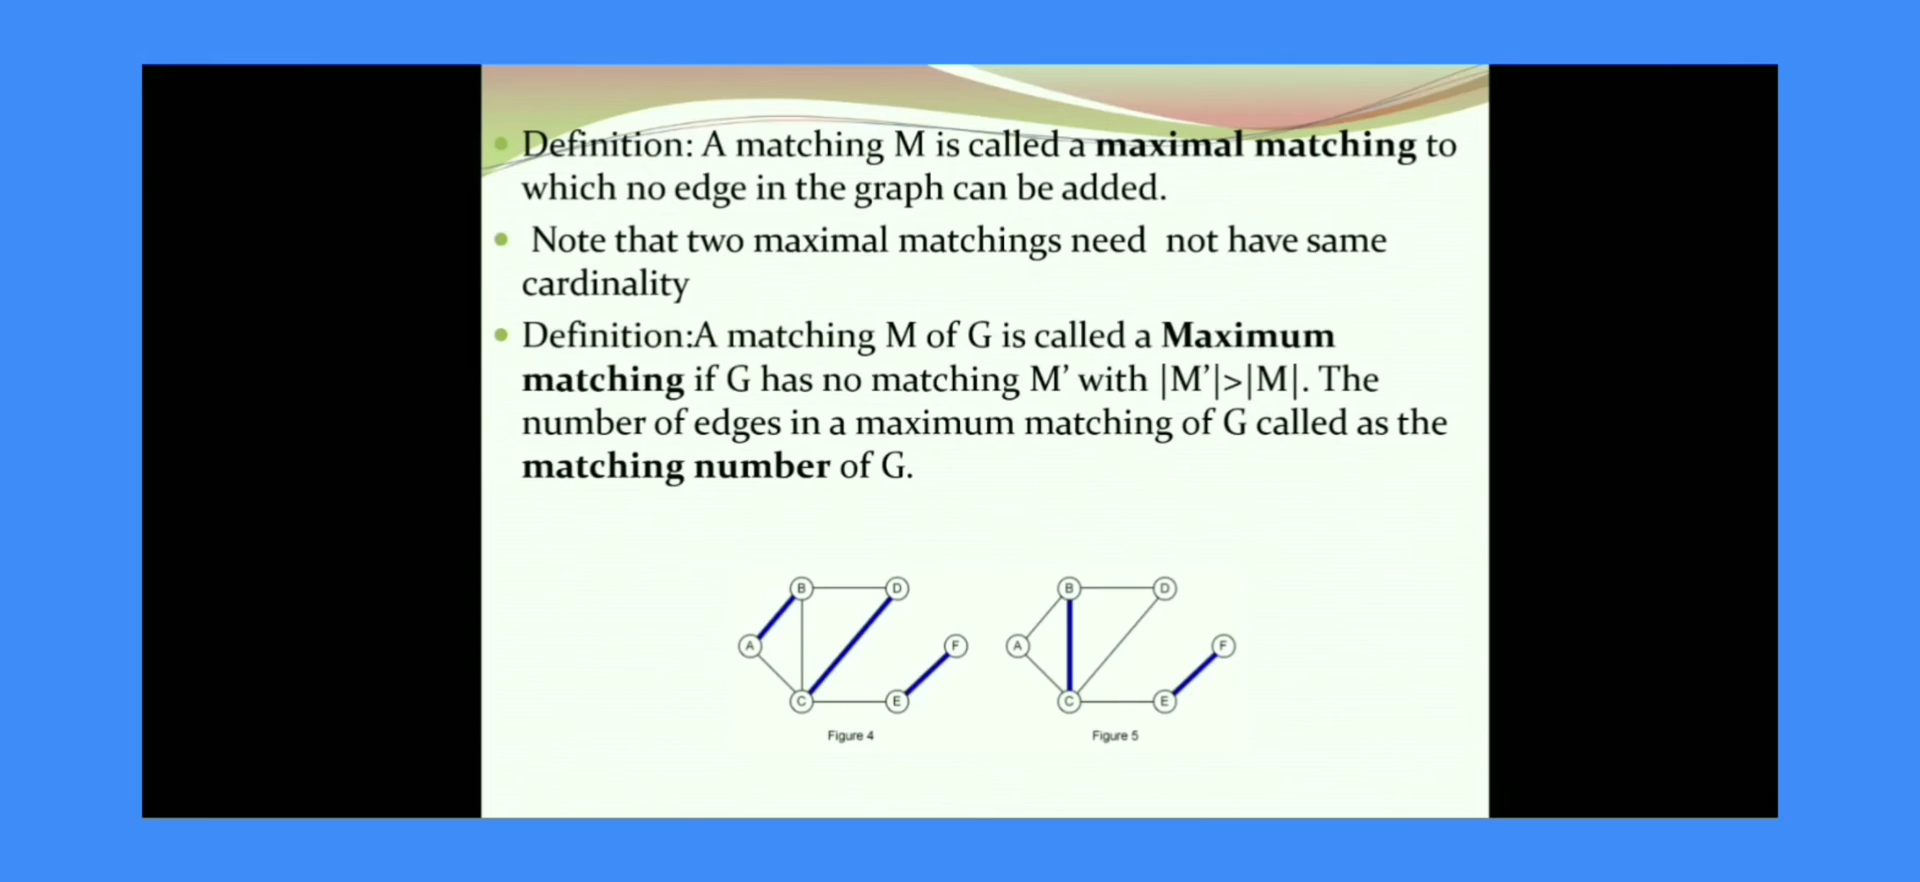 Definition: A matching M is called a maximal matching to
which no edge in the graph can be added.
Note that two maximal matchings need not have same
cardinality
Definition:A matching M of G is called a Maximum
matching if G has no matching M’ with |M’|>|M|. The
number of edges in a maximum matching of G called as the
matching number of G.
B D B D
A F A F
C E C E
Figure 4 Figure 5